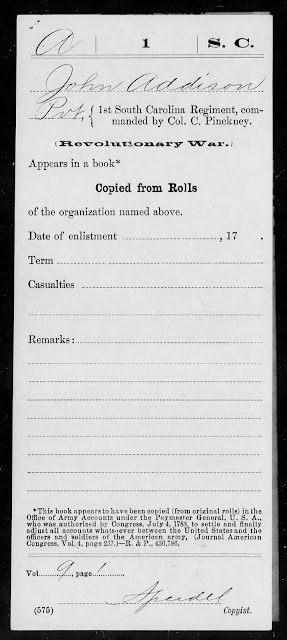 A | 1 | S. C.
John Addison
Pvt, { 1st South Carolina Regiment, com-
manded by Col. C. Pinckney.
(Revolutionary War.)
Appears in a book*
Copied from Rolls
of the organization named above.
Date of enlistment ........................, 17 .
Term
Casualties
Remarks:
*This book appears to have been copied (from original rolls) in the
Office of Army Accounts under the Paymaster General, U. S. A.,
who was authorized by Congress, July 4, 1783, to settle and finally
adjust all accounts whatsoever between the United States and the
officers and soldiers of the American army. (Journal American
Congress, Vol. 4, page 237.)—R. & P., 436,786.
Vol. 9, page 1
Speidel
(575) Copyist.